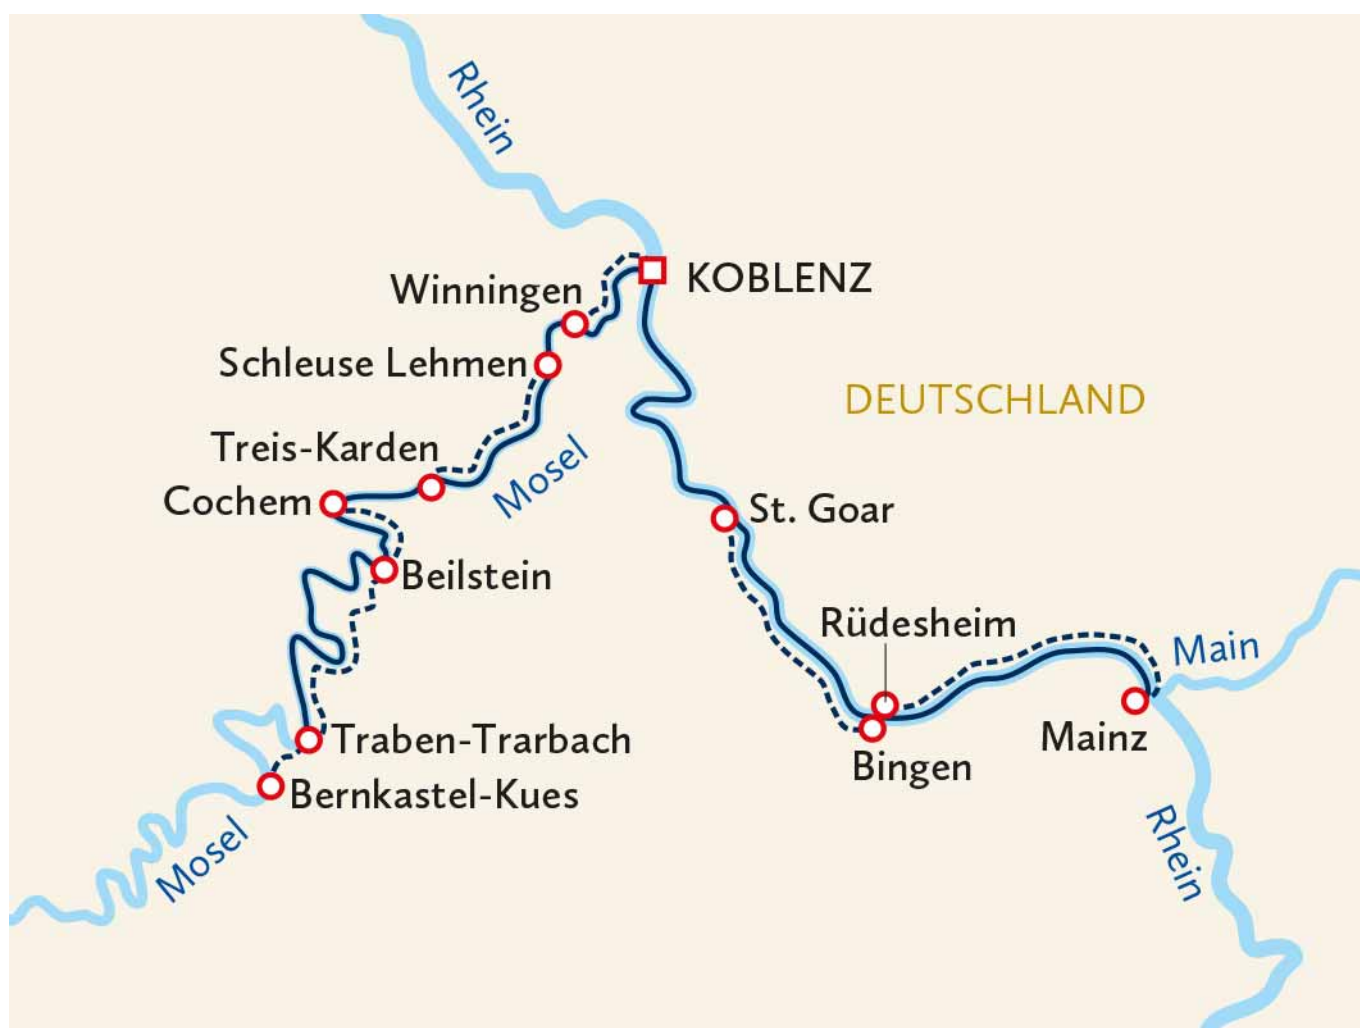 Rhein
KOBLENZ
Winningen
Schleuse Lehmen
DEUTSCHLAND
Treis-Karden
Mosel
Cochem
St. Goar
Beilstein
Rüdesheim
Main
Traben-Trarbach
Mainz
Bingen
Bernkastel-Kues
Mosel
Rhein